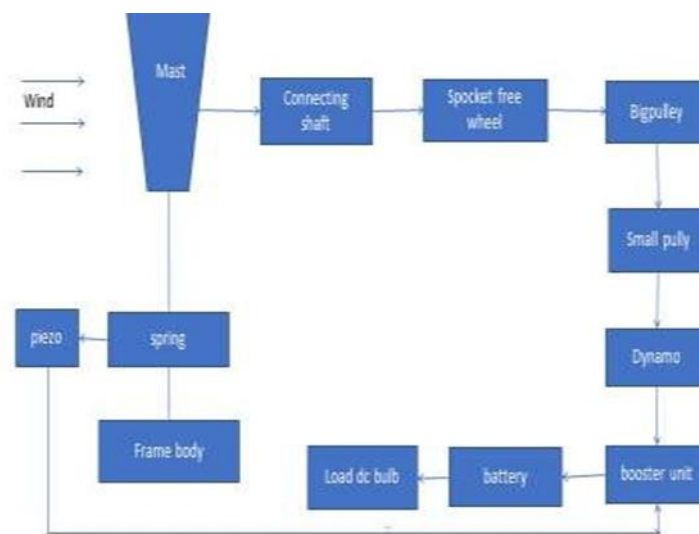 Mast
Wind
Connecting
shaft
Spocket free
wheel
Bigpulley
Small pully
piezo
spring
Dynamo
Frame body
Load dc bulb
battery
booster unit